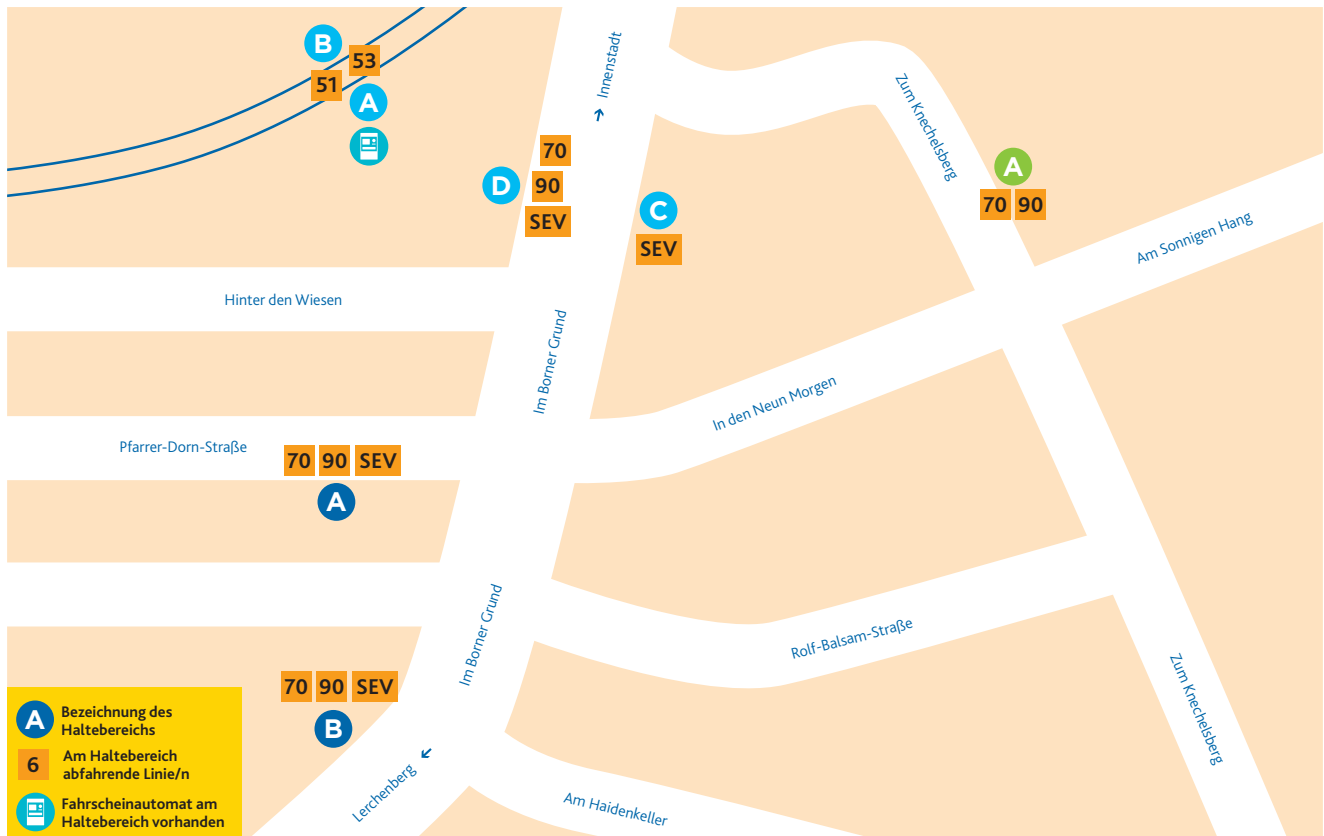 B
53
51
A
Innenstadt
70
D
90
SEV
C
SEV
Zum Knechelsberg
A
70 90
Am Sonnigen Hang
Hinter den Wiesen
Im Borner Grund
In den Neun Morgen
Pfarrer-Dorn-Straße
70 90 SEV
A
Im Borner Grund
Rolf-Balsam-Straße
Zum Knechelsberg
70 90 SEV
B
Lerchenberg
Am Haidenkeller
A Bezeichnung des
Haltebereichs
6 Am Haltebereich
abfahrende Linie/n
Fahrscheinautomat am
Haltebereich vorhanden